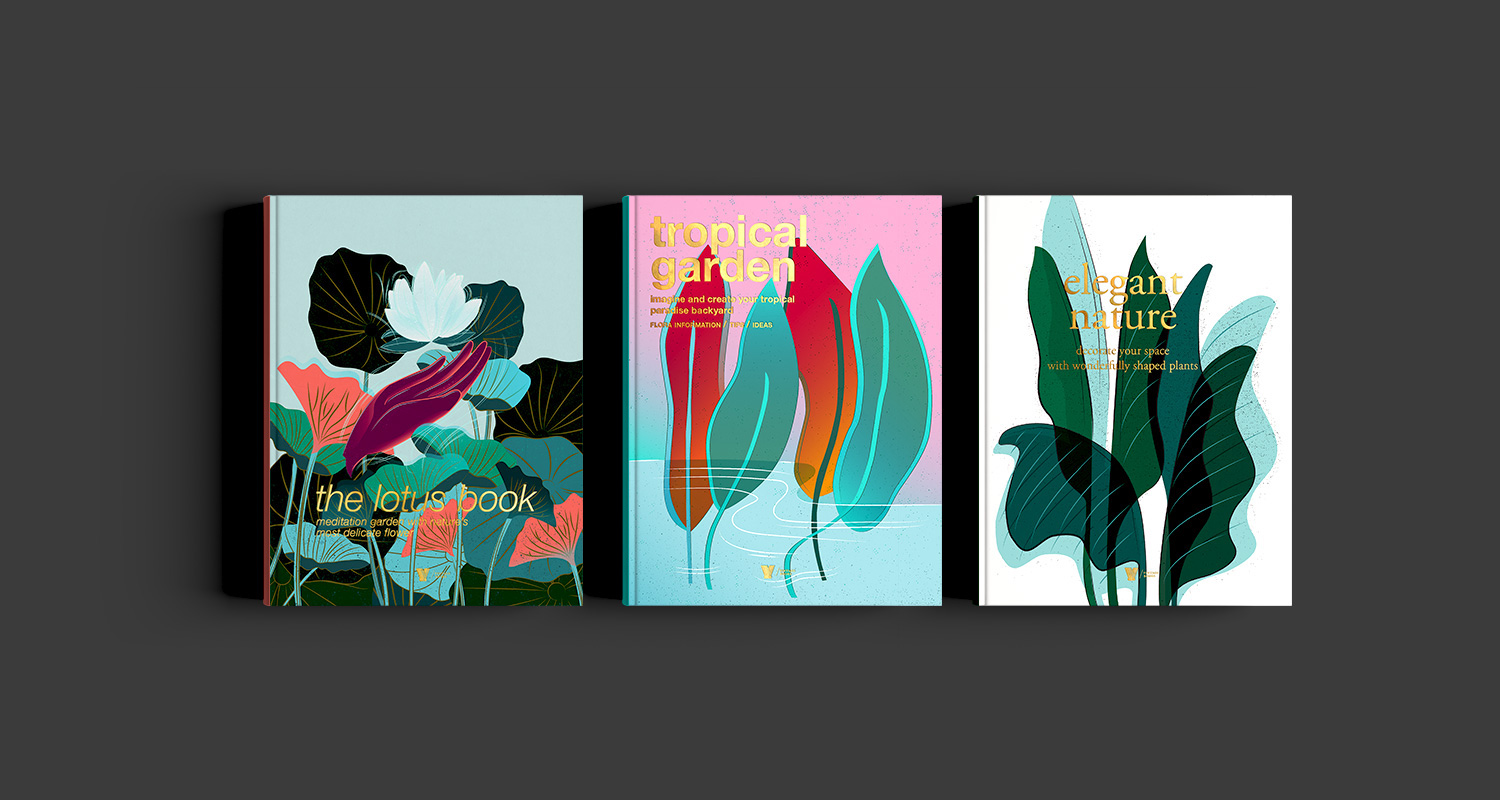 the lotus book
meditation garden with nature's
most delicate flower
tropical
garden
imagine and create your tropical
paradise backyard
FLORA INFORMATION / TIPS / IDEAS
elegant
nature
decorate your space
with wonderfully shaped plants